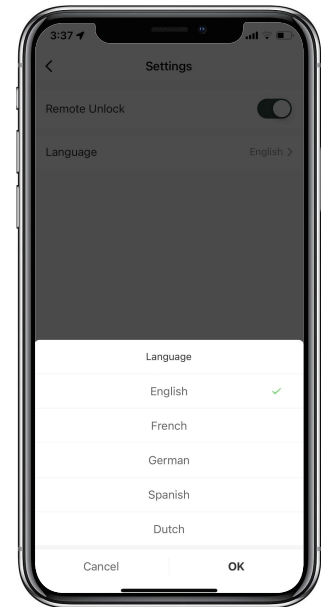 3:37
Settings
Remote Unlock
Language English
Language
English
French
German
Spanish
Dutch
Cancel OK